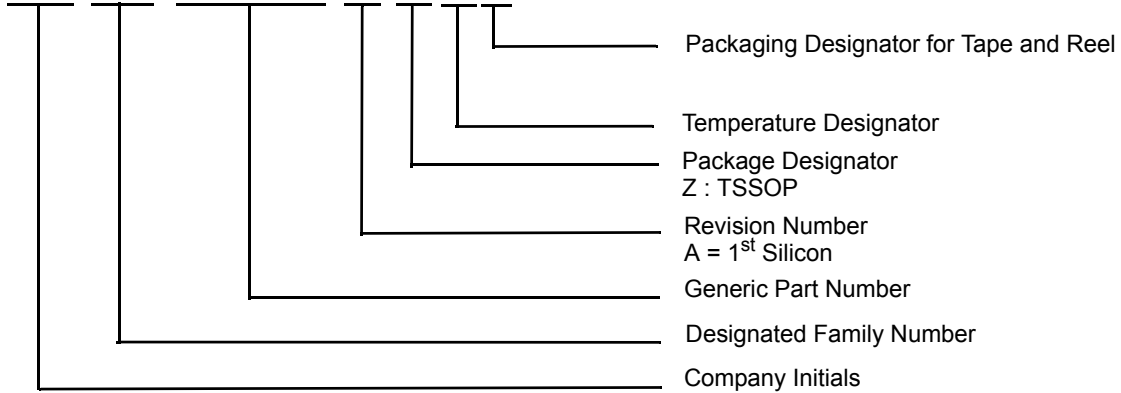 Packaging Designator for Tape and Reel
Temperature Designator
Package Designator
Z : TSSOP
Revision Number
A = 1st Silicon
Generic Part Number
Designated Family Number
Company Initials